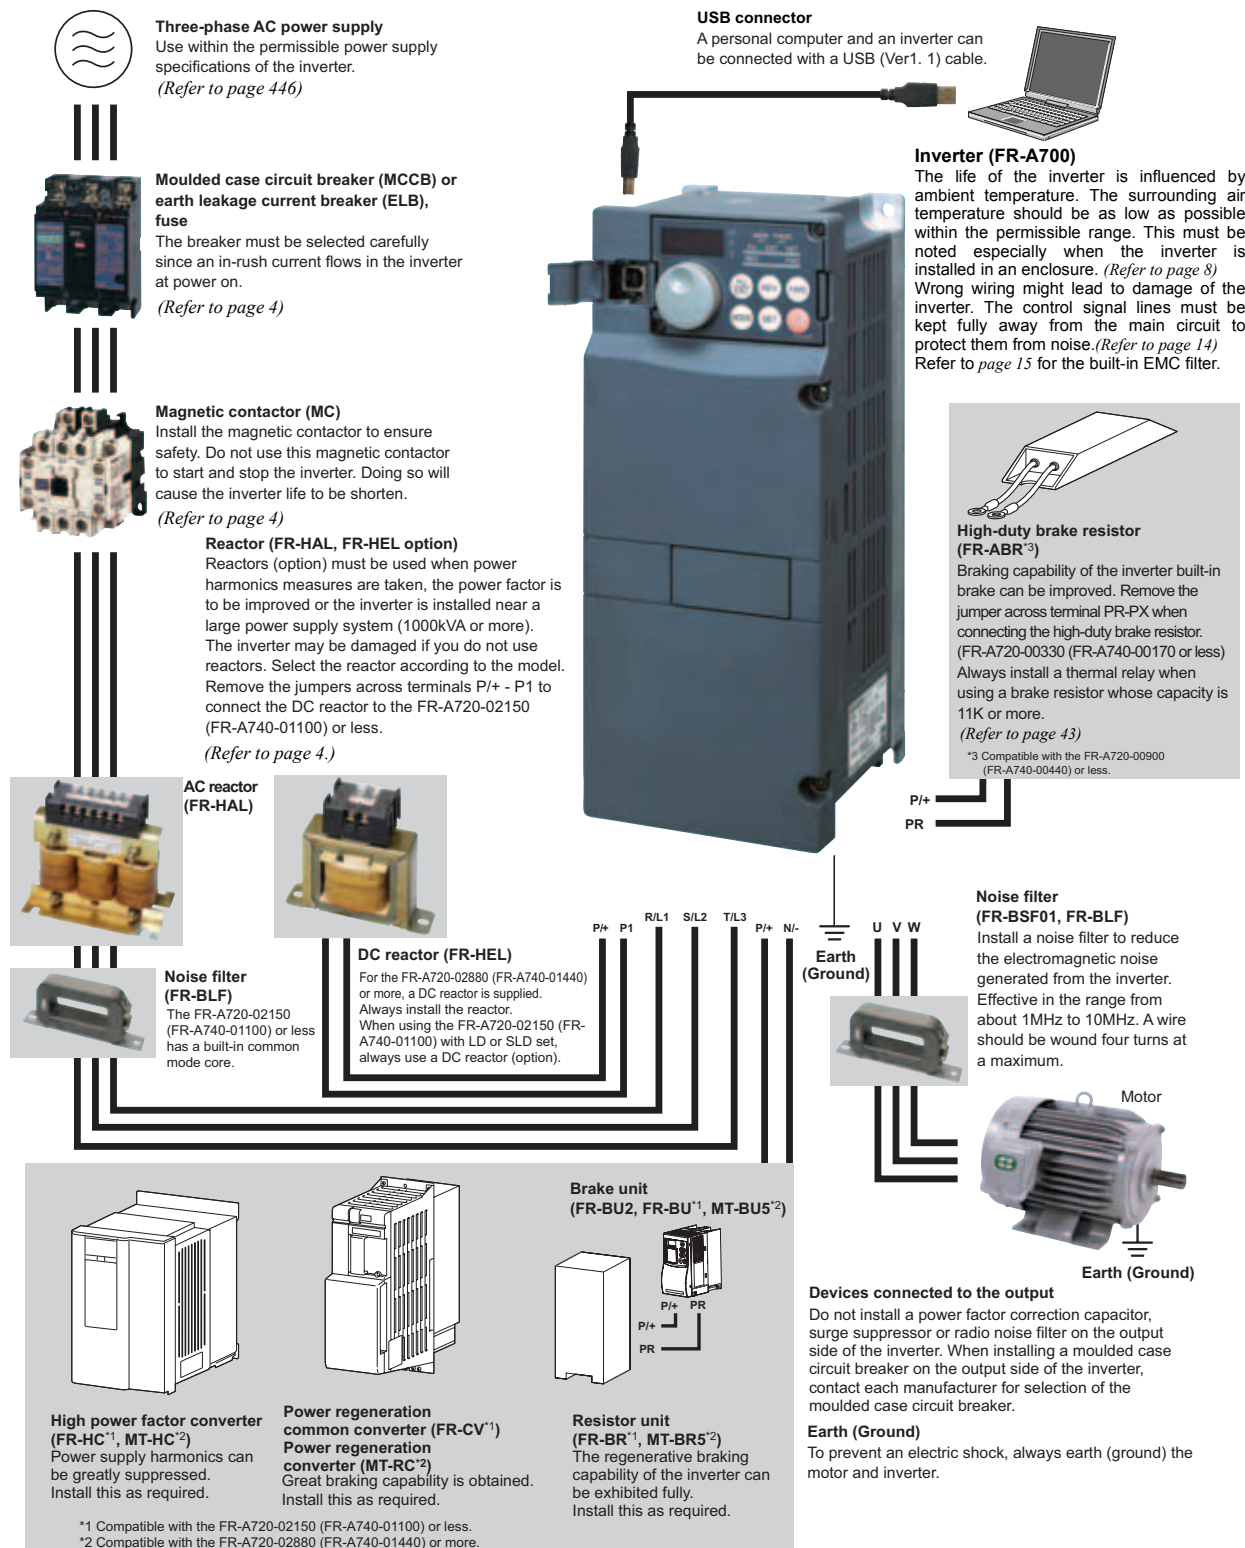 Three-phase AC power supply
Use within the permissible power supply
specifications of the inverter.
(Refer to page 446)
USB connector
A personal computer and an inverter can
be connected with a USB (Ver1. 1) cable.
Moulded case circuit breaker (MCCB) or
earth leakage current breaker (ELB),
fuse
The breaker must be selected carefully
since an in-rush current flows in the inverter
at power on.
(Refer to page 4)
Inverter (FR-A700)
The life of the inverter is influenced by
ambient temperature. The surrounding air
temperature should be as low as possible
within the permissible range. This must be
noted especially when the inverter is
installed in an enclosure. (Refer to page 8)
Wrong wiring might lead to damage of the
inverter. The control signal lines must be
kept fully away from the main circuit to
protect them from noise.(Refer to page 14)
Refer to page 15 for the built-in EMC filter.
Magnetic contactor (MC)
Install the magnetic contactor to ensure
safety. Do not use this magnetic contactor
to start and stop the inverter. Doing so will
cause the inverter life to be shorten.
(Refer to page 4)
Reactor (FR-HAL, FR-HEL option)
Reactors (option) must be used when power
harmonics measures are taken, the power factor is
to be improved or the inverter is installed near a
large power supply system (1000kVA or more).
The inverter may be damaged if you do not use
reactors. Select the reactor according to the model.
Remove the jumpers across terminals P/+ - P1 to
connect the DC reactor to the FR-A720-02150
(FR-A740-01100) or less.
(Refer to page 4.)
High-duty brake resistor
(FR-ABR*3)
Braking capability of the inverter built-in
brake can be improved. Remove the
jumper across terminal PR-PX when
connecting the high-duty brake resistor.
(FR-A720-00330 (FR-A740-00170 or less)
Always install a thermal relay when
using a brake resistor whose capacity is
11K or more.
(Refer to page 43)
*3 Compatible with the FR-A720-00900
(FR-A740-00440) or less.
P/+
PR
AC reactor
(FR-HAL)
Noise filter
(FR-BLF)
The FR-A720-02150
(FR-A740-01100) or less
has a built-in common
mode core.
DC reactor (FR-HEL)
For the FR-A720-02880 (FR-A740-01440)
or more, a DC reactor is supplied.
Always install the reactor.
When using the FR-A720-02150 (FR-
A740-01100) with LD or SLD set,
always use a DC reactor (option).
P/+ P1 R/L1 S/L2 T/L3 P/+ N/-
Earth
(Ground)
U V W
Noise filter
(FR-BSF01, FR-BLF)
Install a noise filter to reduce
the electromagnetic noise
generated from the inverter.
Effective in the range from
about 1MHz to 10MHz. A wire
should be wound four turns at
a maximum.
Motor
Earth (Ground)
Brake unit
(FR-BU2, FR-BU*1, MT-BU5*2)
P/+ PR
P/+
PR
High power factor converter
(FR-HC*1, MT-HC*2)
Power supply harmonics can
be greatly suppressed.
Install this as required.
Power regeneration
common converter (FR-CV*1)
Power regeneration
converter (MT-RC*2)
Great braking capability is obtained.
Install this as required.
Resistor unit
(FR-BR*1, MT-BR5*2)
The regenerative braking
capability of the inverter can
be exhibited fully.
Install this as required.
*1 Compatible with the FR-A720-02150 (FR-A740-01100) or less.
*2 Compatible with the FR-A720-02880 (FR-A740-01440) or more.
Devices connected to the output
Do not install a power factor correction capacitor,
surge suppressor or radio noise filter on the output
side of the inverter. When installing a moulded case
circuit breaker on the output side of the inverter,
contact each manufacturer for selection of the
moulded case circuit breaker.
Earth (Ground)
To prevent an electric shock, always earth (ground) the
motor and inverter.